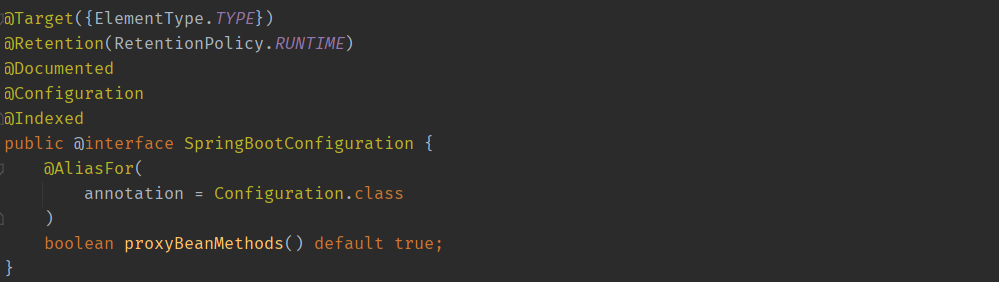 @Target({ElementType.TYPE})
@Retention(RetentionPolicy.RUNTIME)
@Documented
@Configuration
@Indexed
public @interface SpringBootConfiguration {
    @AliasFor(
        annotation = Configuration.class
    )
    boolean proxyBeanMethods() default true;
}